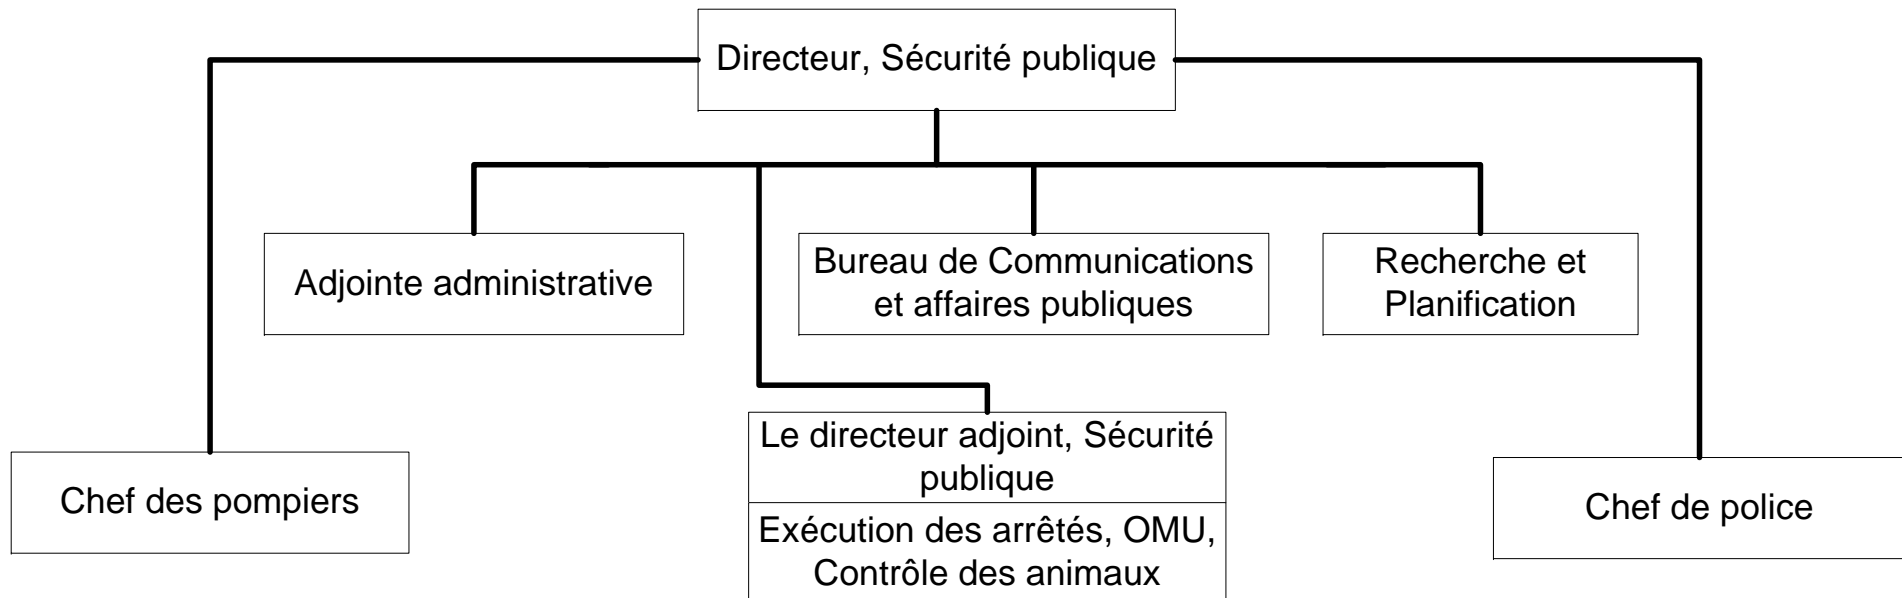 Directeur, Sécurité publique
Adjointe administrative
Bureau de Communications
et affaires publiques
Recherche et
Planification
Chef des pompiers
Le directeur adjoint, Sécurité
publique
Exécution des arrêtés, OMU,
Contrôle des animaux
Chef de police